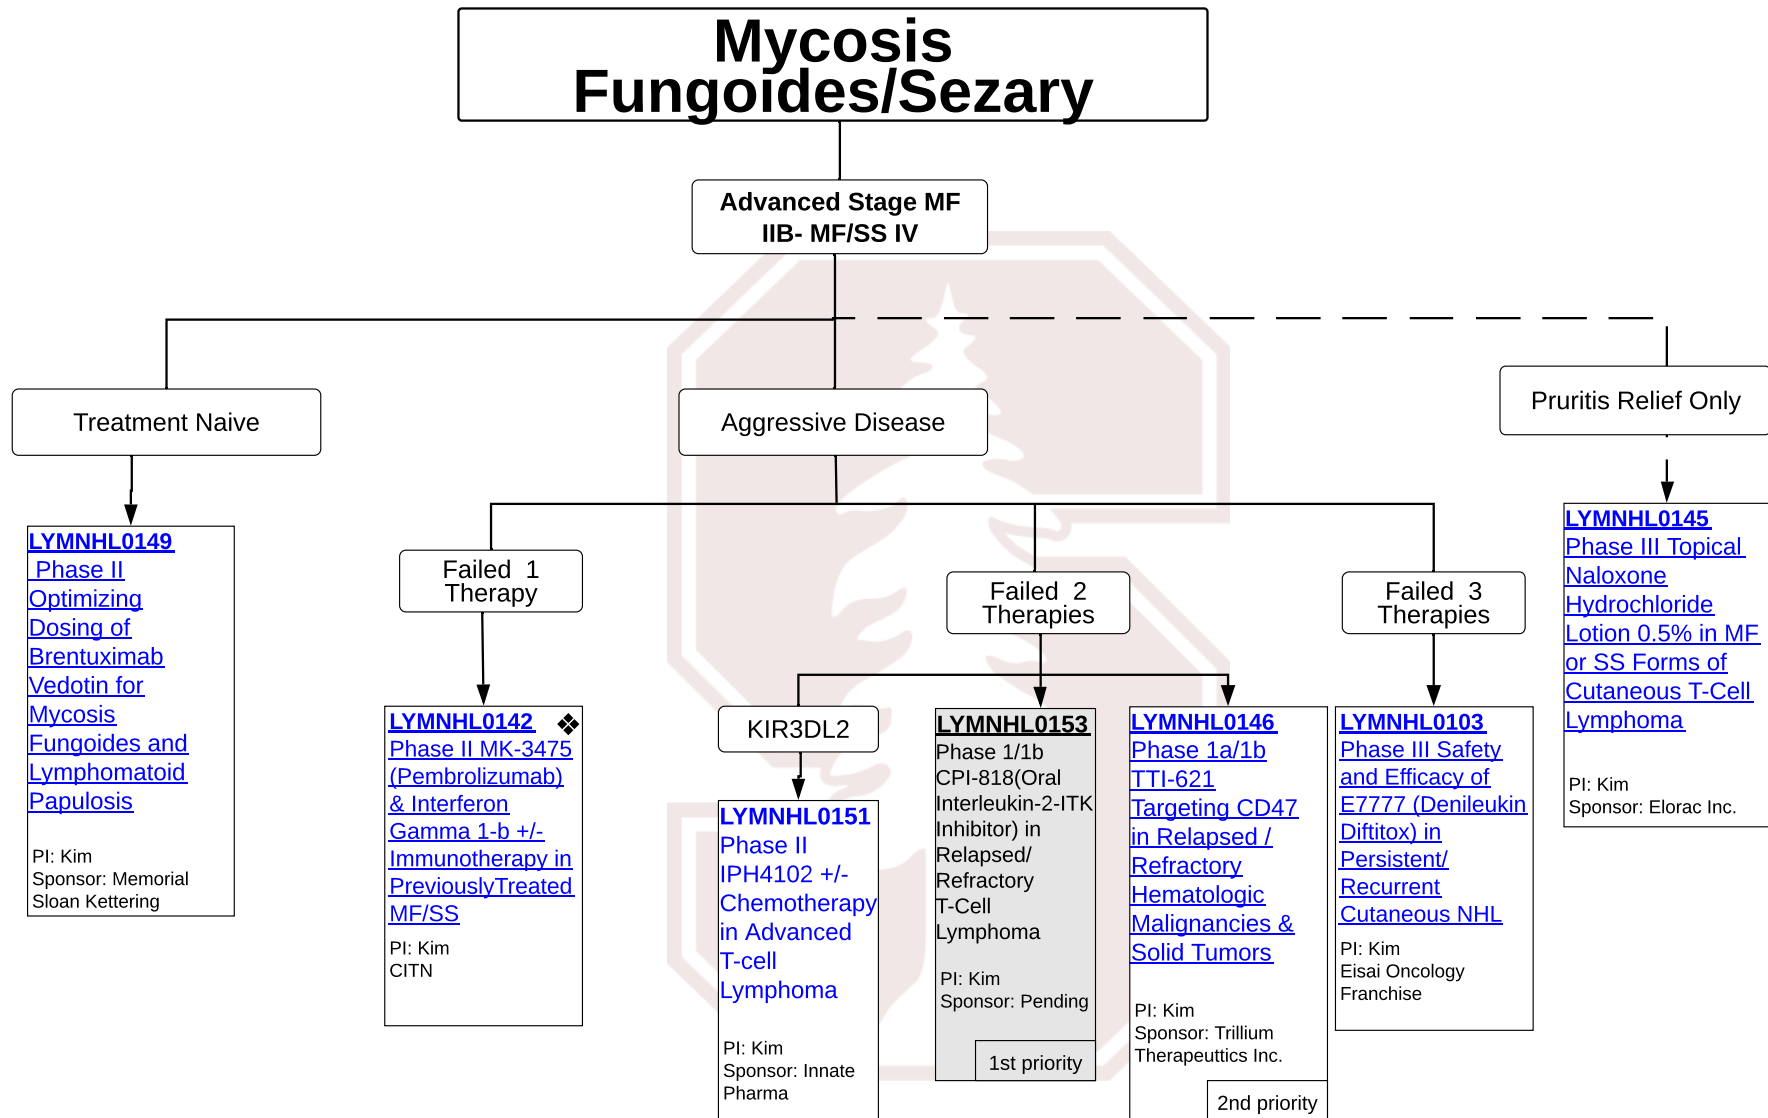 Mycosis
Fungoides/Sezary
Advanced Stage MF
IIB- MF/SS IV
Treatment Naive
Aggressive Disease
Pruritis Relief Only
LYMNHL0149
Phase II
Optimizing
Dosing of
Brentuximab
Vedotin for
Mycosis
Fungoides and
Lymphomatoid
Papulosis
PI: Kim
Sponsor: Memorial
Sloan Kettering
Failed 1
Therapy
LYMNHL0142
Phase II MK-3475
(Pembrolizumab)
& Interferon
Gamma 1-b +/-
Immunotherapy in
PreviouslyTreated
MF/SS
PI: Kim
CITN
Failed 2
Therapies
KIR3DL2
LYMNHL0151
Phase II
IPH4102 +/-
Chemotherapy
in Advanced
T-cell
Lymphoma
PI: Kim
Sponsor: Innate
Pharma
LYMNHL0153
Phase 1/1b
CPI-818(Oral
Interleukin-2-ITK
Inhibitor) in
Relapsed/
Refractory
T-Cell
Lymphoma
PI: Kim
Sponsor: Pending
1st priority
LYMNHL0146
Phase 1a/1b
TTI-621
Targeting CD47
in Relapsed /
Refractory
Hematologic
Malignancies &
Solid Tumors
PI: Kim
Sponsor: Trillium
Therapeuttics Inc.
2nd priority
Failed 3
Therapies
LYMNHL0103
Phase III Safety
and Efficacy of
E7777 (Denileukin
Diftitox) in
Persistent/
Recurrent
Cutaneous NHL
PI: Kim
Eisai Oncology
Franchise
LYMNHL0145
Phase III Topical
Naloxone
Hydrochloride
Lotion 0.5% in MF
or SS Forms of
Cutaneous T-Cell
Lymphoma
PI: Kim
Sponsor: Elorac Inc.